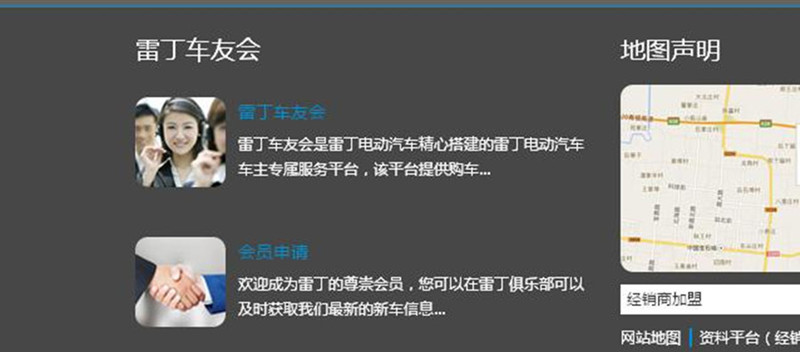 雷丁车友会
雷丁车友会
雷丁车友会是雷丁电动汽车精心搭建的雷丁电动汽车
车主专属服务平台，该平台提供购车...
会员申请
欢迎成为雷丁的尊崇会员，您可以在雷丁俱乐部可以
及时获取我们最新的新车信息...
地图声明
经销商加盟
网站地图 | 资料平台（经销